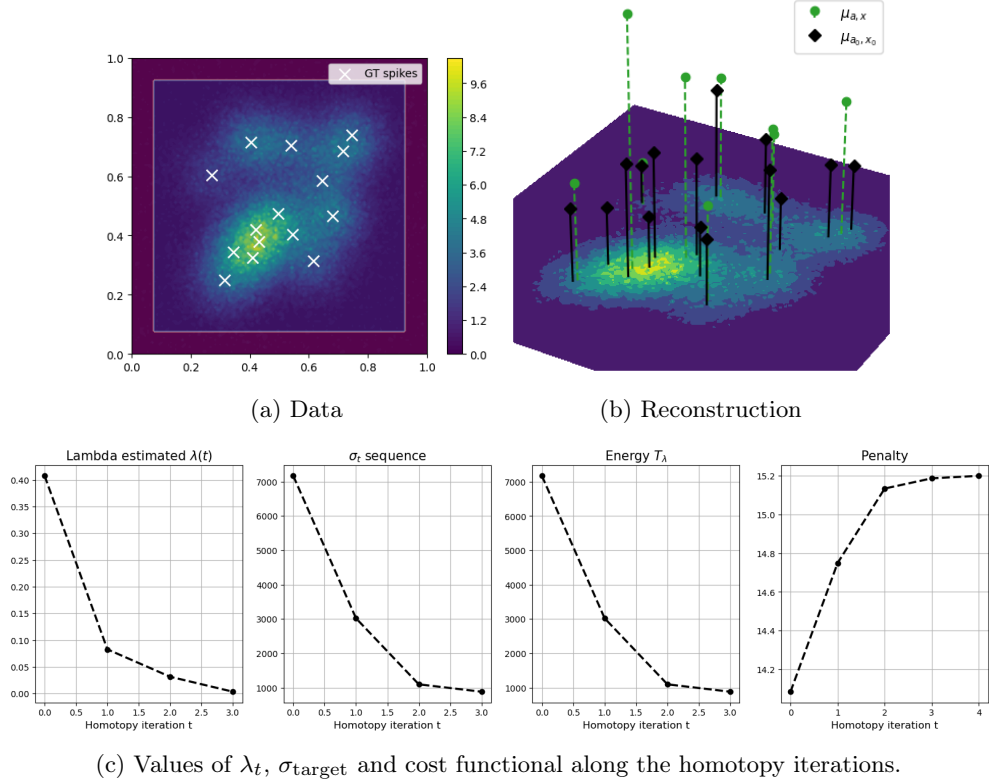 GT spikes
1.0
0.8
0.6
0.4
0.2
0.0
0.0 0.2 0.4 0.6 0.8 1.0
9.6
8.4
7.2
6.0
4.8
3.6
2.4
1.2
0.0
μ_{a,x}
μ_{a_0,x_0}
(a) Data
(b) Reconstruction
Lambda estimated λ(t)
0.40
0.35
0.30
0.25
0.20
0.15
0.10
0.05
0.00
0.0 0.5 1.0 1.5 2.0 2.5 3.0
Homotopy iteration t
σ_t sequence
7000
6000
5000
4000
3000
2000
1000
0.0 0.5 1.0 1.5 2.0 2.5 3.0
Homotopy iteration t
Energy T_λ
7000
6000
5000
4000
3000
2000
1000
0.0 0.5 1.0 1.5 2.0 2.5 3.0
Homotopy iteration t
Penalty
15.2
15.0
14.8
14.6
14.4
14.2
0 1 2 3 4
Homotopy iteration t
(c) Values of λ_t, σ_target and cost functional along the homotopy iterations.